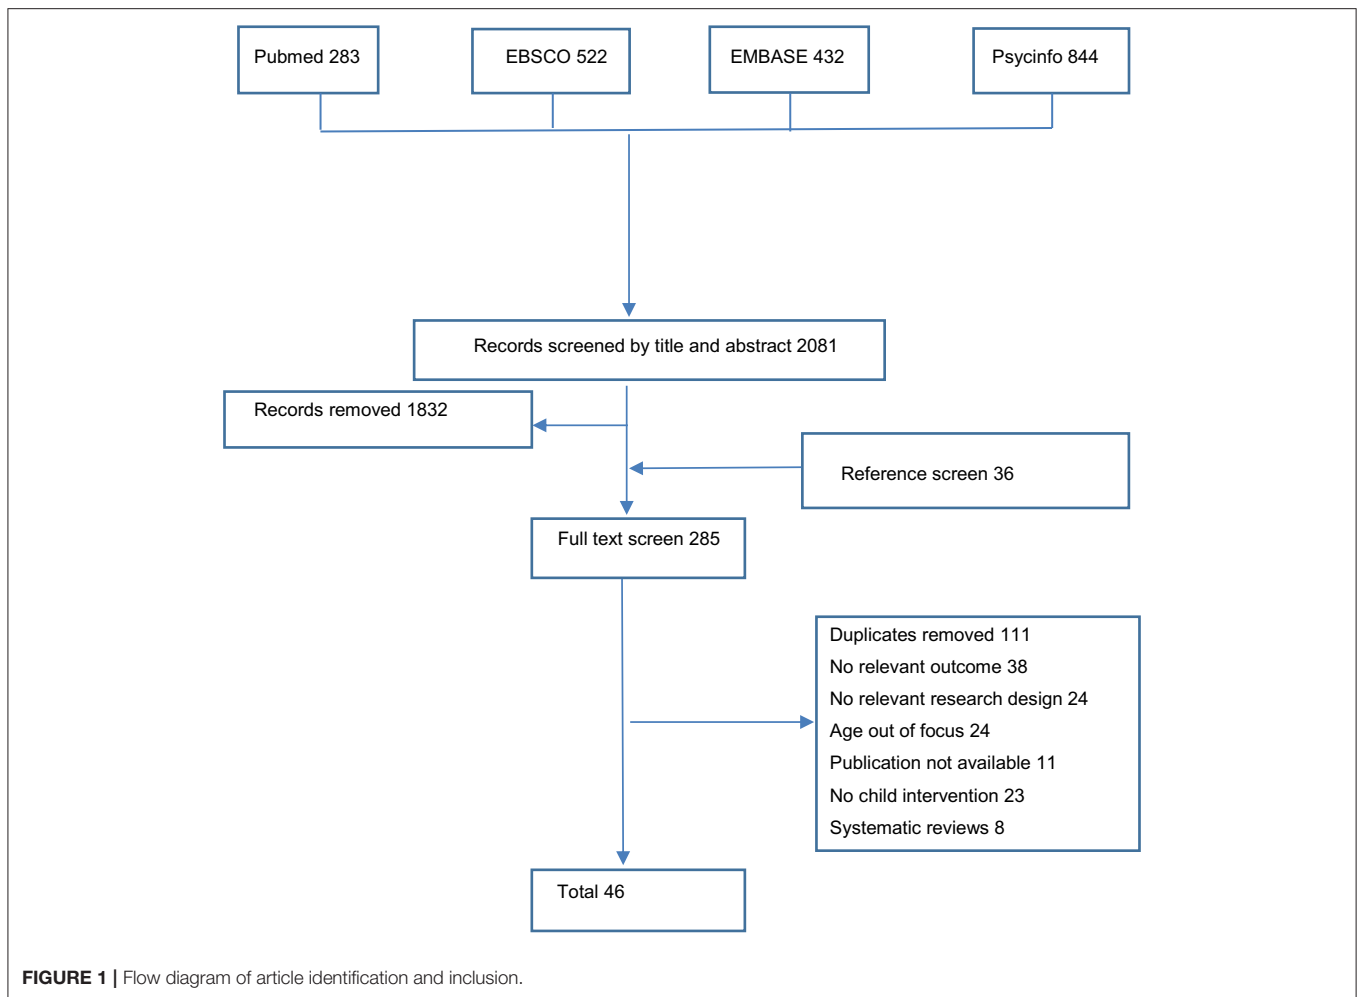 Pubmed 283
EBSCO 522
EMBASE 432
Psycinfo 844
Records screened by title and abstract 2081
Records removed 1832
Reference screen 36
Full text screen 285
Duplicates removed 111
No relevant outcome 38
No relevant research design 24
Age out of focus 24
Publication not available 11
No child intervention 23
Systematic reviews 8
Total 46
FIGURE 1 | Flow diagram of article identification and inclusion.